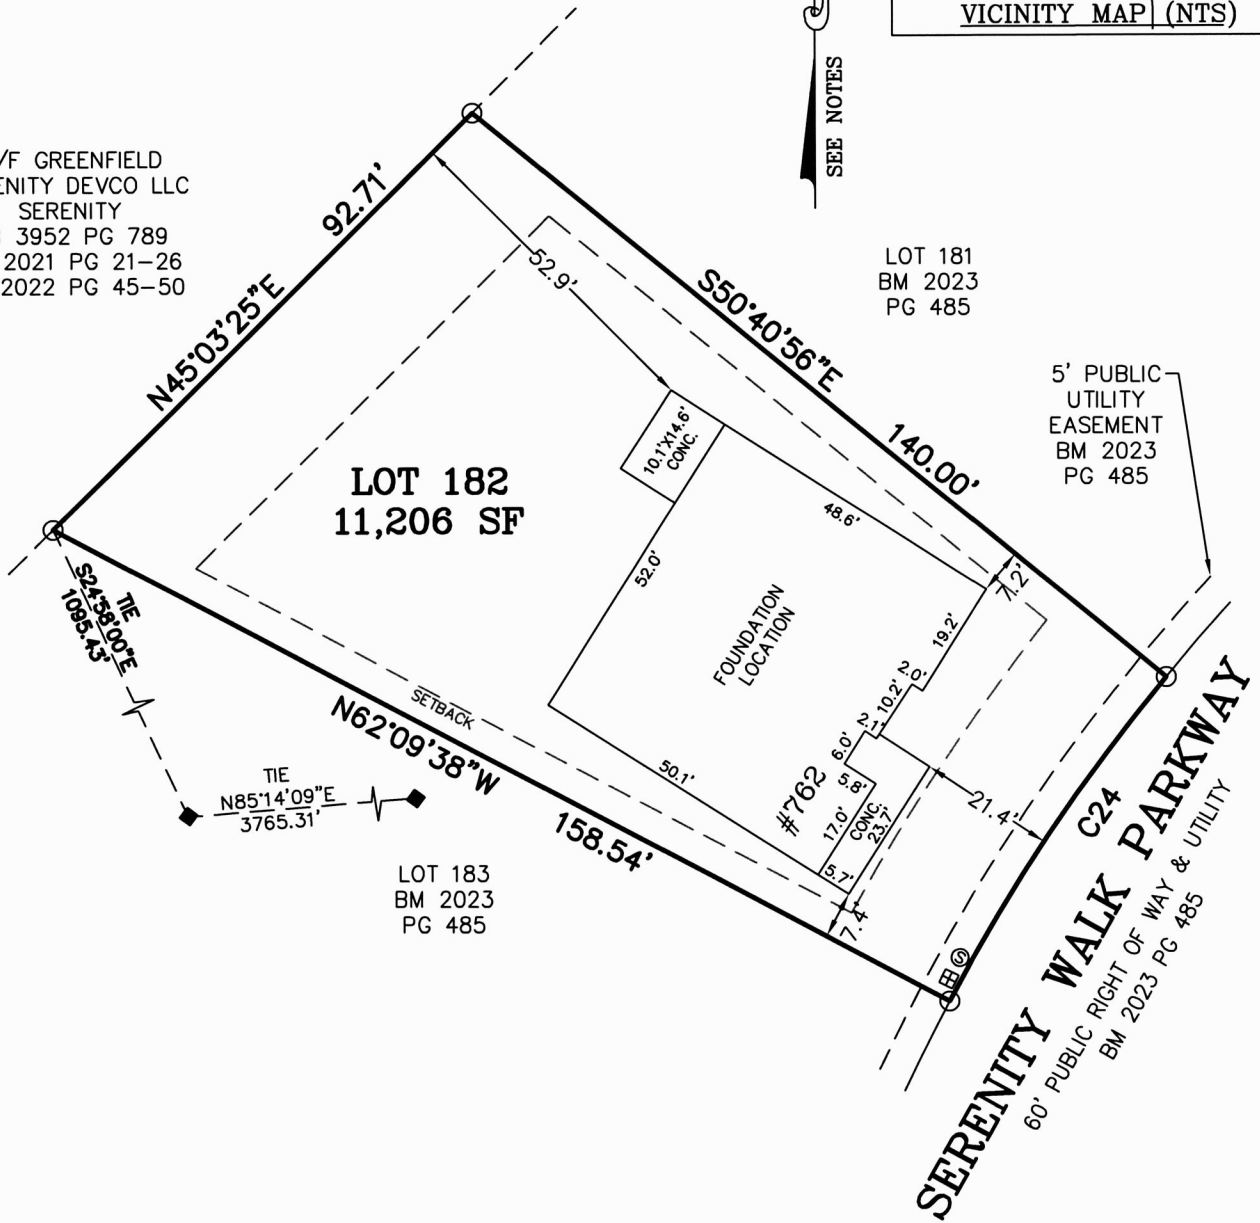 VICINITY MAP (NTS)
SEE NOTES
/F GREENFIELD
ENITY DEVCO LLC
SERENITY
3952 PG 789
2021 PG 21-26
2022 PG 45-50
92.71'
N45°03'25"E
52.9'
S50°40'56"E
140.00'
LOT 181
BM 2023
PG 485
5' PUBLIC
UTILITY
EASEMENT
BM 2023
PG 485
LOT 182
11,206 SF
10.1'X14.6'
CONC.
48.6'
52.0'
FOUNDATION
LOCATION
7.2'
19.2'
2.0'
10.2'
2.1'
6.0'
5.8'
17.0'
CONC.
23.7'
5.7'
50.1'
#762
21.4'
7.4'
SETBACK
N62°09'38"W
158.54'
TIE
S24°58'00"E
1095.43'
TIE
N85°14'09"E
3765.31'
LOT 183
BM 2023
PG 485
S
C24
SERENITY WALK PARKWAY
60' PUBLIC RIGHT OF WAY & UTILITY
BM 2023 PG 485